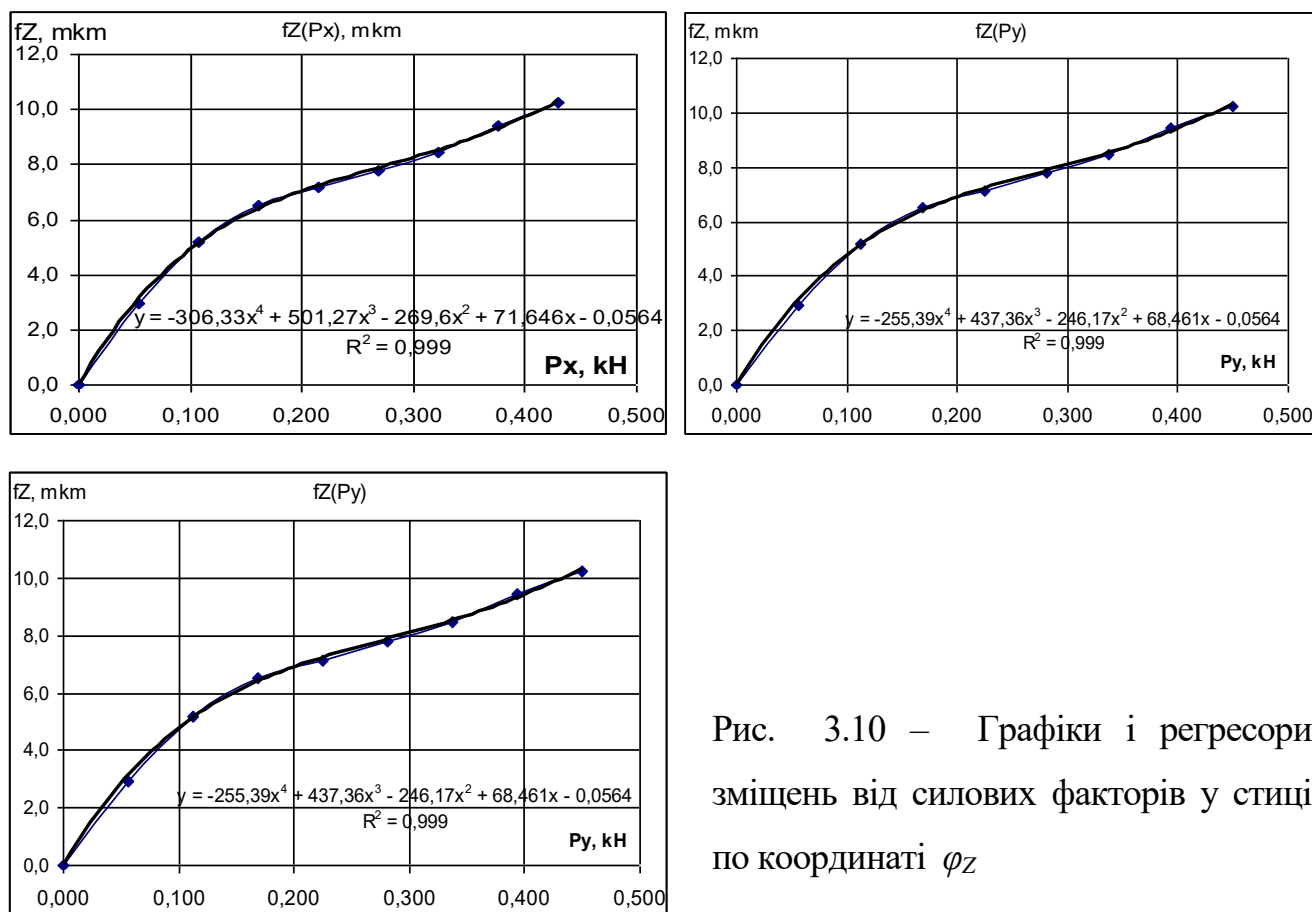 fZ, mkm
fZ(Px), mkm
12,0
10,0
8,0
6,0
4,0
2,0
0,0
y = -306,33x⁴ + 501,27x³ - 269,6x² + 71,646x - 0,0564
R² = 0,999
Px, kH
0,000 0,100 0,200 0,300 0,400 0,500
fZ, mkm
fZ(Py)
12,0
10,0
8,0
6,0
4,0
2,0
0,0
y = -255,39x⁴ + 437,36x³ - 246,17x² + 68,461x - 0,0564
R² = 0,999
Py, kH
0,000 0,100 0,200 0,300 0,400 0,500
fZ, mkm
fZ(Py)
12,0
10,0
8,0
6,0
4,0
2,0
0,0
y = -255,39x⁴ + 437,36x³ - 246,17x² + 68,461x - 0,0564
R² = 0,999
Py, kH
0,000 0,100 0,200 0,300 0,400 0,500
Рис. 3.10 – Графіки і регресори
зміщень від силових факторів у стиці
по координаті φZ